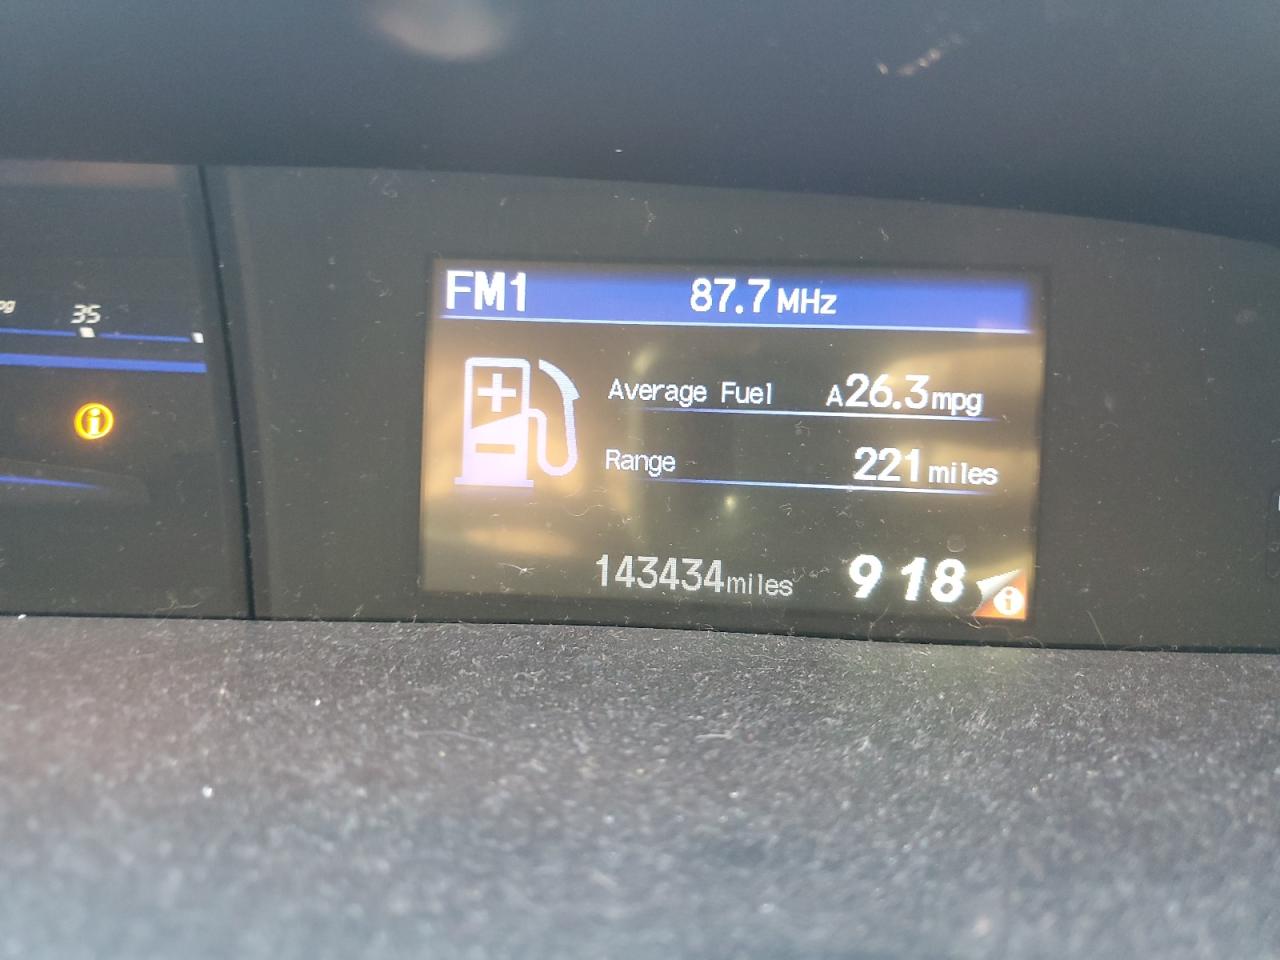 FM1 87.7 MHz
35
Average Fuel A26.3mpg
Range 221 miles
143434miles 9 18